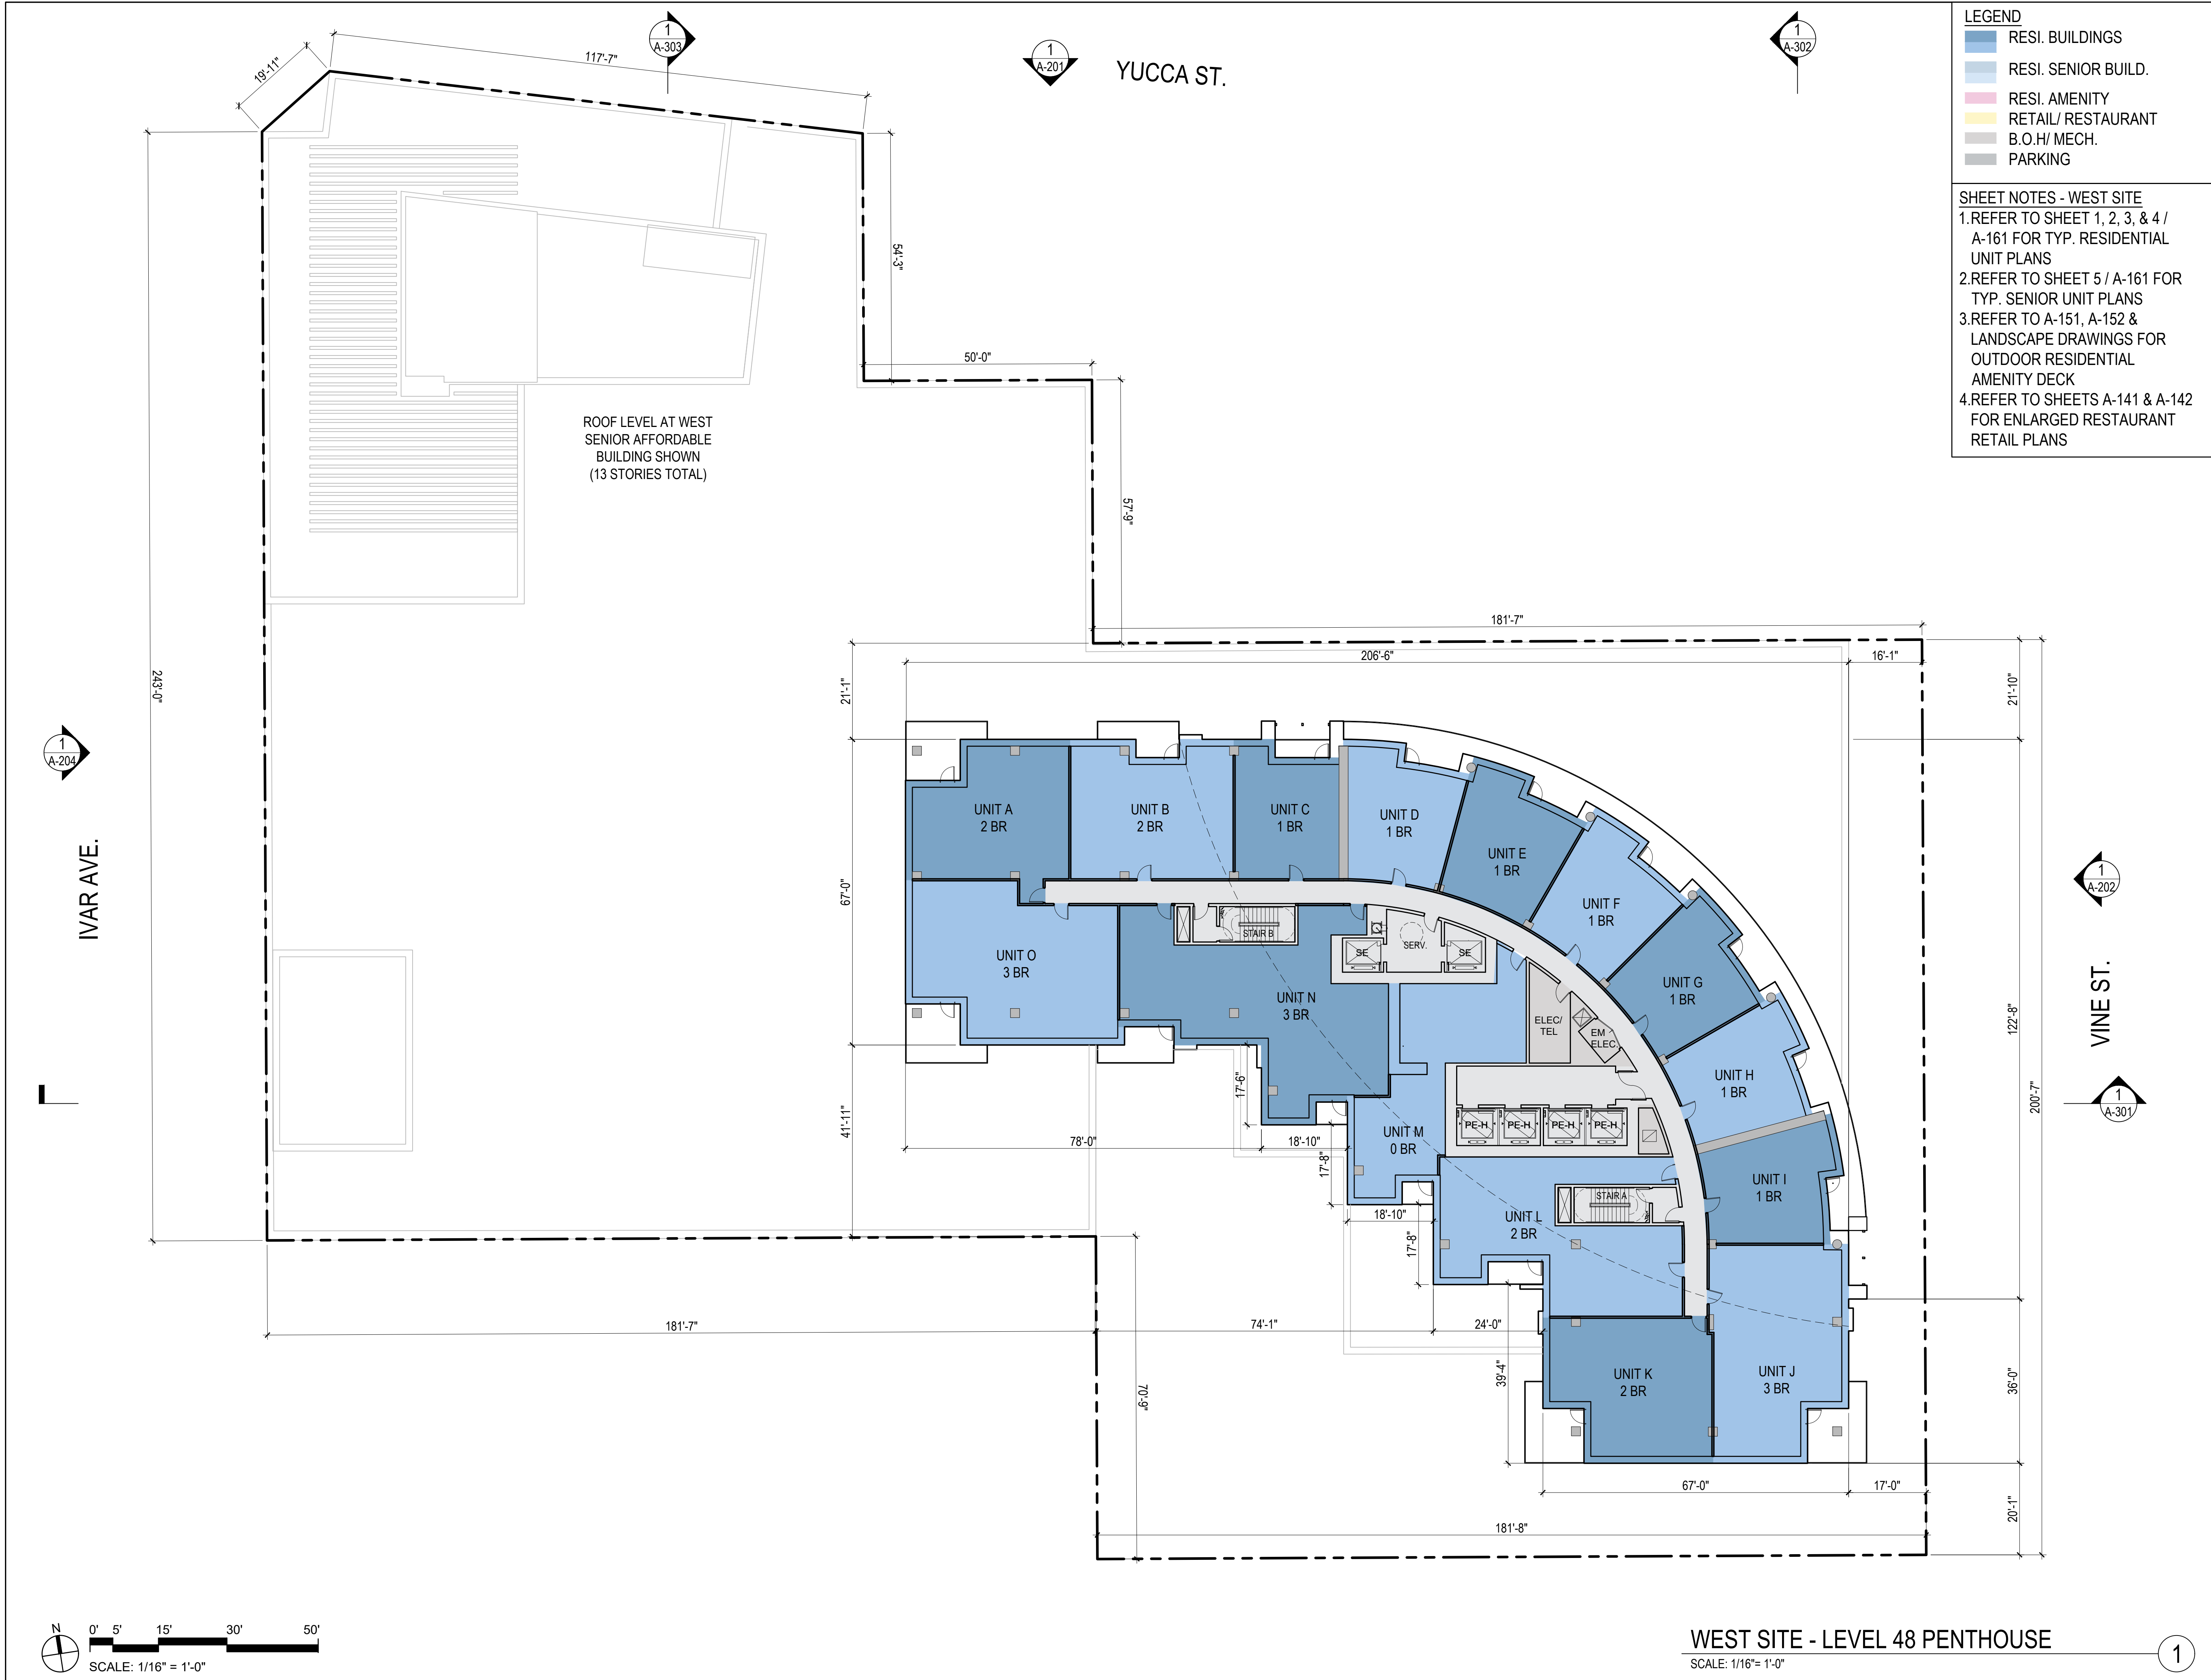 1
A-303
1
A-201
YUCCA ST.
1
A-302
LEGEND
RESI. BUILDINGS
RESI. SENIOR BUILD.
RESI. AMENITY
RETAIL/ RESTAURANT
B.O.H/ MECH.
PARKING
SHEET NOTES - WEST SITE
1.REFER TO SHEET 1, 2, 3, & 4 /
A-161 FOR TYP. RESIDENTIAL
UNIT PLANS
2.REFER TO SHEET 5 / A-161 FOR
TYP. SENIOR UNIT PLANS
3.REFER TO A-151, A-152 &
LANDSCAPE DRAWINGS FOR
OUTDOOR RESIDENTIAL
AMENITY DECK
4.REFER TO SHEETS A-141 & A-142
FOR ENLARGED RESTAURANT
RETAIL PLANS
19'-11"
117'-7"
54'-3"
50'-0"
57'-9"
ROOF LEVEL AT WEST
SENIOR AFFORDABLE
BUILDING SHOWN
(13 STORIES TOTAL)
243'-0"
181'-7"
206'-6"
16'-1"
21'-1"
21'-10"
1
A-204
IVAR AVE.
67'-0"
41'-11"
UNIT A
2 BR
UNIT B
2 BR
UNIT C
1 BR
UNIT D
1 BR
UNIT E
1 BR
UNIT F
1 BR
UNIT G
1 BR
UNIT H
1 BR
UNIT I
1 BR
UNIT J
3 BR
UNIT K
2 BR
UNIT L
2 BR
UNIT M
0 BR
UNIT N
3 BR
UNIT O
3 BR
STAIR B
SE
SERV.
SE
ELEC/
TEL
EM
ELEC.
PE-H
PE-H
PE-H
PE-H
STAIR A
1
A-202
VINE ST.
122'-8"
200'-7"
1
A-301
17'-6"
78'-0"
18'-10"
17'-8"
18'-10"
17'-8"
181'-7"
74'-1"
24'-0"
39'-4"
36'-0"
70'-9"
67'-0"
17'-0"
20'-1"
181'-8"
N
0' 5' 15' 30' 50'
SCALE: 1/16" = 1'-0"
WEST SITE - LEVEL 48 PENTHOUSE
SCALE: 1/16"= 1'-0"
1